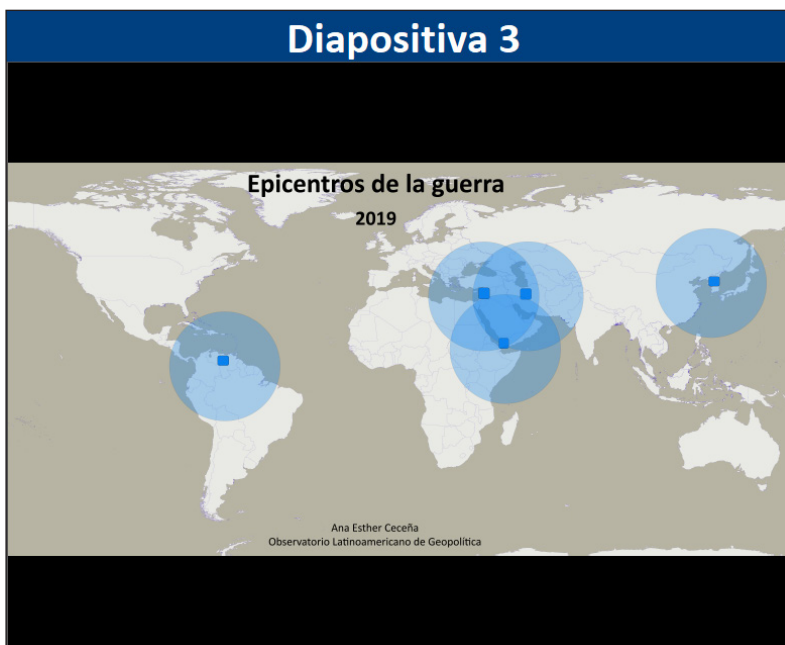 Diapositiva 3
Epicentros de la guerra
2019
Ana Esther Ceceña
Observatorio Latinoamericano de Geopolítica